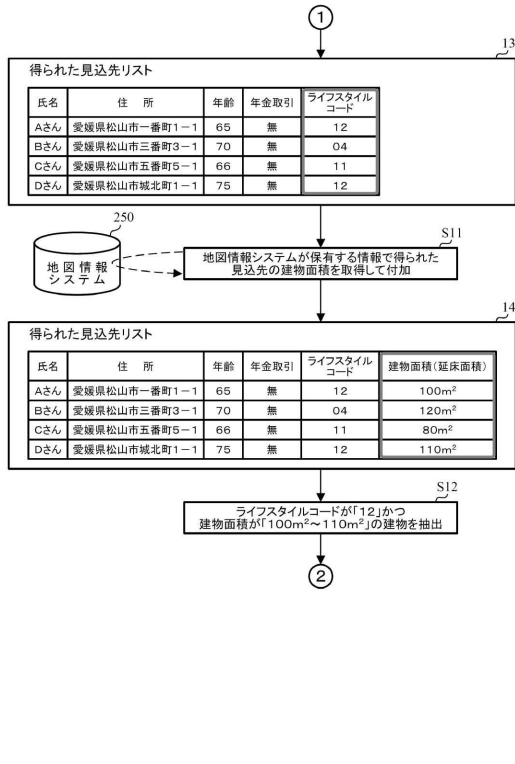 ①
13
得られた見込先リスト
氏名 住 所 年齢 年金取引 ライフスタイルコード
Aさん 愛媛県松山市一番町1－1 65 無 12
Bさん 愛媛県松山市三番町3－1 70 無 04
Cさん 愛媛県松山市五番町5－1 66 無 11
Dさん 愛媛県松山市城北町1－1 75 無 12
250
地図情報
システム
S11
地図情報システムが保有する情報で得られた
見込先の建物面積を取得して付加
14
得られた見込先リスト
氏名 住 所 年齢 年金取引 ライフスタイルコード 建物面積（延床面積）
Aさん 愛媛県松山市一番町1－1 65 無 12 100m²
Bさん 愛媛県松山市三番町3－1 70 無 04 120m²
Cさん 愛媛県松山市五番町5－1 66 無 11 80m²
Dさん 愛媛県松山市城北町1－1 75 無 12 110m²
S12
ライフスタイルコードが「12」かつ
建物面積が「100m²～110m²」の建物を抽出
②